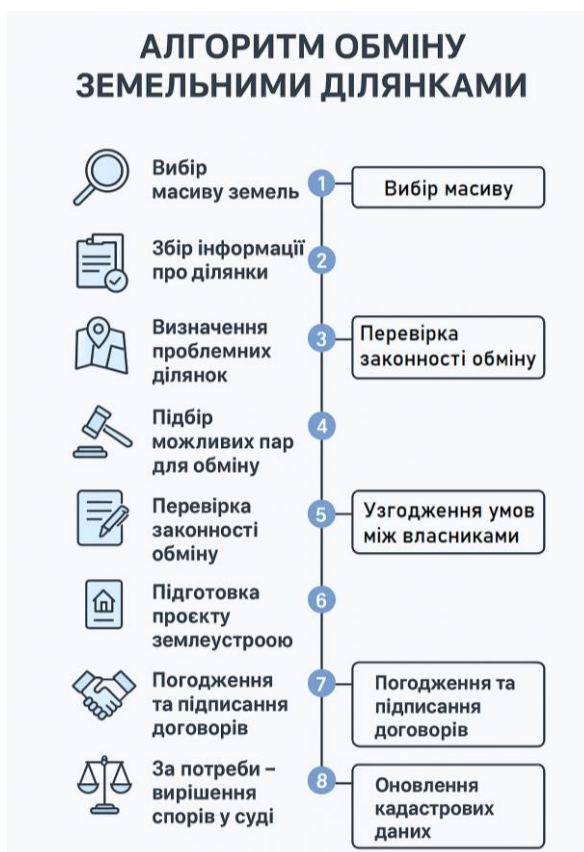 АЛГОРИТМ ОБМІНУ
ЗЕМЕЛЬНИМИ ДІЛЯНКАМИ
Вибір
масиву земель
1
Вибір масиву
Збір інформації
про ділянки
2
Визначення
проблемних
ділянок
3
Перевірка
законності обміну
Підбір
можливих пар
для обміну
4
Перевірка
законності
обміну
5
Узгодження умов
між власниками
Підготовка
проєкту
землеустроою
6
Погодження
та підписання
договорів
7
Погодження та
підписання
договорів
За потреби –
вирішення
спорів у суді
8
Оновлення
кадастрових
даних